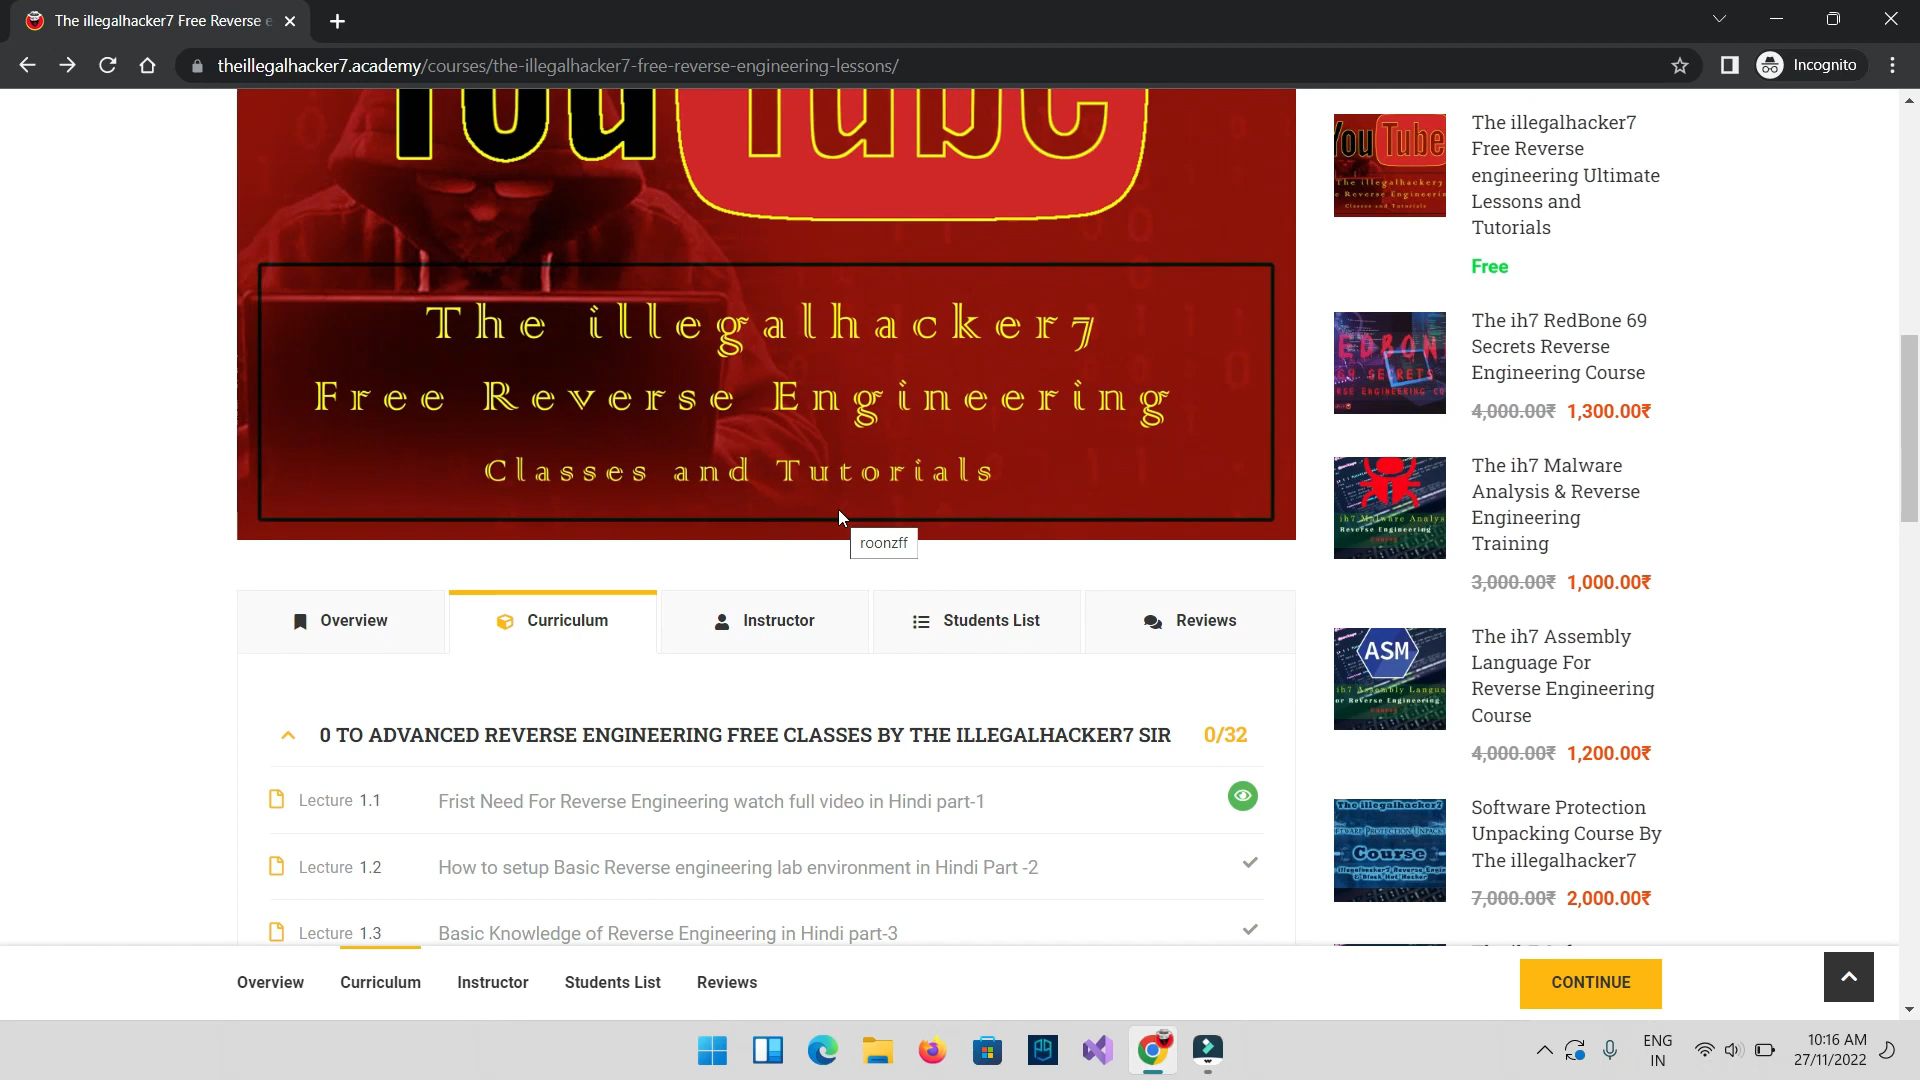 The illegalhacker7 Free Reverse e
theillegalhacker7.academy/courses/the-illegalhacker7-free-reverse-engineering-lessons/
Incognito
YouTube
The illegalhacker7
Free Reverse Engineering
Classes and Tutorials
roonzff
Overview
Curriculum
Instructor
Students List
Reviews
0 TO ADVANCED REVERSE ENGINEERING FREE CLASSES BY THE ILLEGALHACKER7 SIR 0/32
Lecture 1.1 Frist Need For Reverse Engineering watch full video in Hindi part-1
Lecture 1.2 How to setup Basic Reverse engineering lab environment in Hindi Part -2
Lecture 1.3 Basic Knowledge of Reverse Engineering in Hindi part-3
YouTube
The illegalhacker7
Free Reverse
engineering Ultimate
Lessons and
Tutorials
Free
The ih7 RedBone 69
Secrets Reverse
Engineering Course
4,000.00₹ 1,300.00₹
The ih7 Malware
Analysis & Reverse
Engineering
Training
3,000.00₹ 1,000.00₹
ASM
The ih7 Assembly
Language For
Reverse Engineering
Course
4,000.00₹ 1,200.00₹
Course
Software Protection
Unpacking Course By
The illegalhacker7
7,000.00₹ 2,000.00₹
Overview
Curriculum
Instructor
Students List
Reviews
CONTINUE
ENG
IN
10:16 AM
27/11/2022